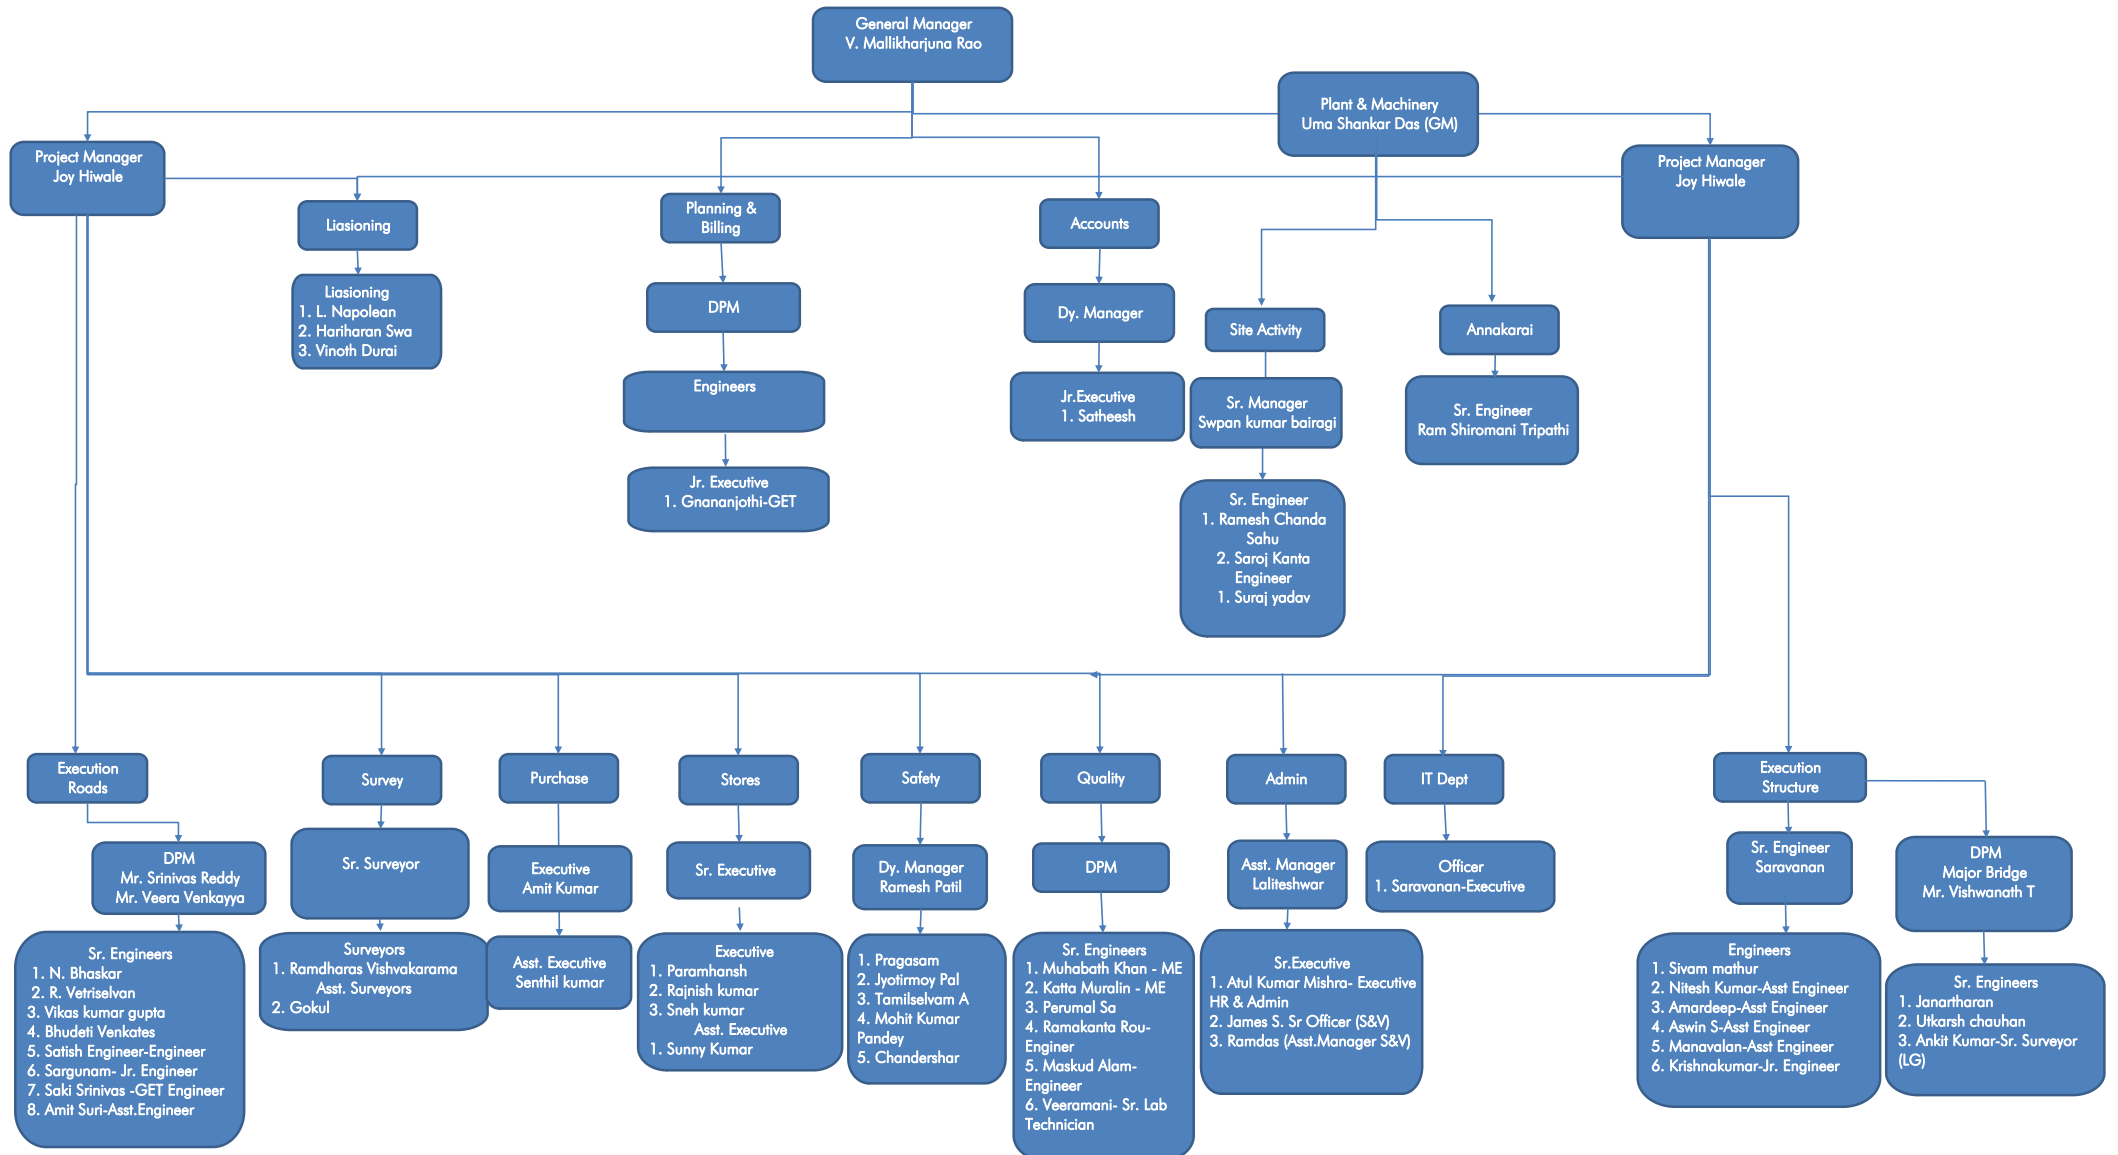 General Manager
V. Mallikharjuna Rao
Plant & Machinery
Uma Shankar Das (GM)
Project Manager
Joy Hiwale
Project Manager
Joy Hiwale
Liasioning
Planning &
Billing
Accounts
Liasioning
1. L. Napolean
2. Hariharan Swa
3. Vinoth Durai
DPM
Dy. Manager
Site Activity
Annakarai
Engineers
Jr.Executive
1. Satheesh
Sr. Manager
Swpan kumar bairagi
Sr. Engineer
Ram Shiromani Tripathi
Jr. Executive
1. Gnananjothi-GET
Sr. Engineer
1. Ramesh Chanda
Sahu
2. Saroj Kanta
Engineer
1. Suraj yadav
Execution
Roads
Survey
Purchase
Stores
Safety
Quality
Admin
IT Dept
Execution
Structure
DPM
Mr. Srinivas Reddy
Mr. Veera Venkayya
Sr. Surveyor
Executive
Amit Kumar
Sr. Executive
Dy. Manager
Ramesh Patil
DPM
Asst. Manager
Laliteshwar
Officer
1. Saravanan-Executive
Sr. Engineer
Saravanan
DPM
Major Bridge
Mr. Vishwanath T
Sr. Engineers
1. N. Bhaskar
2. R. Vetriselvan
3. Vikas kumar gupta
4. Bhudeti Venkates
5. Satish Engineer-Engineer
6. Sargunam- Jr. Engineer
7. Saki Srinivas -GET Engineer
8. Amit Suri-Asst.Engineer
Surveyors
1. Ramdharas Vishvakarama
Asst. Surveyors
2. Gokul
Asst. Executive
Senthil kumar
Executive
1. Paramhansh
2. Rajnish kumar
3. Sneh kumar
Asst. Executive
1. Sunny Kumar
1. Pragasam
2. Jyotirmoy Pal
3. Tamilselvam A
4. Mohit Kumar
Pandey
5. Chandershar
Sr. Engineers
1. Muhabath Khan - ME
2. Katta Muralin - ME
3. Perumal Sa
4. Ramakanta Rou-
Enginer
5. Maskud Alam-
Engineer
6. Veeramani- Sr. Lab
Technician
Sr.Executive
1. Atul Kumar Mishra- Executive
HR & Admin
2. James S. Sr Officer (S&V)
3. Ramdas (Asst.Manager S&V)
Engineers
1. Sivam mathur
2. Nitesh Kumar-Asst Engineer
3. Amardeep-Asst Engineer
4. Aswin S-Asst Engineer
5. Manavalan-Asst Engineer
6. Krishnakumar-Jr. Engineer
Sr. Engineers
1. Janartharan
2. Utkarsh chauhan
3. Ankit Kumar-Sr. Surveyor
(LG)